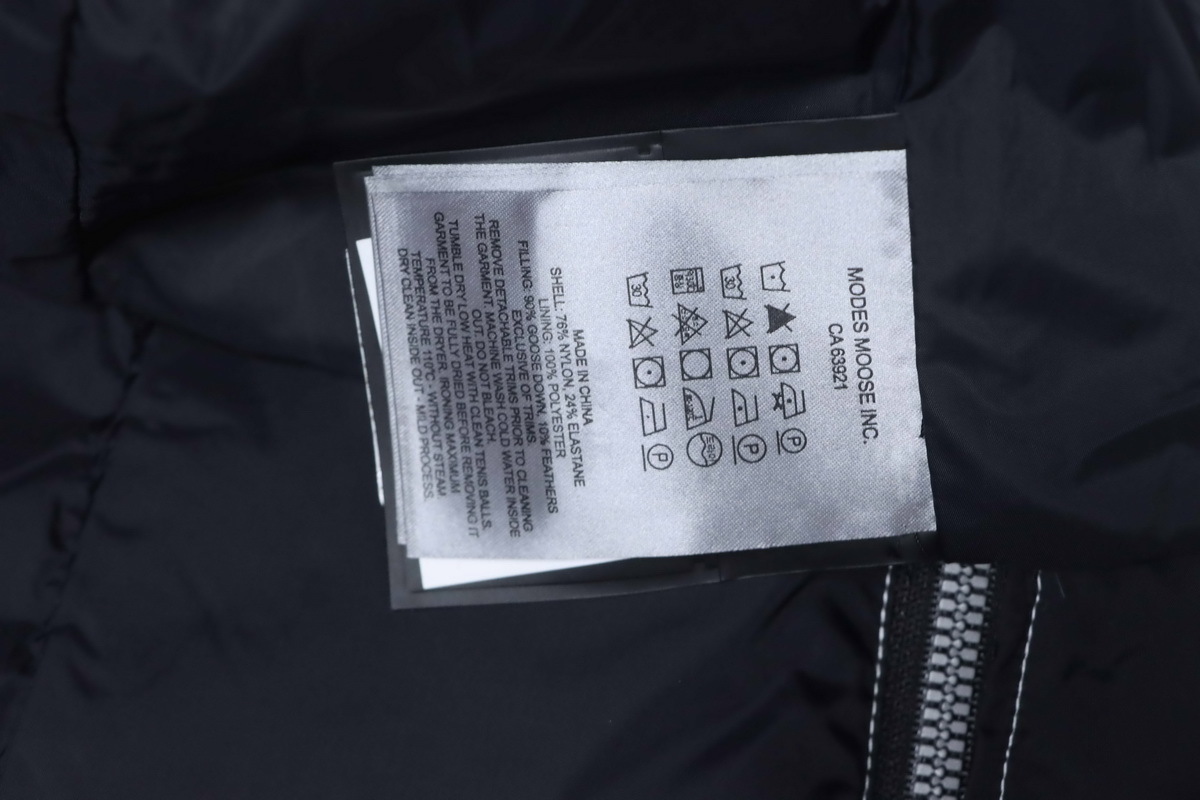 MODES MOOSE INC.
CA 63921
P
30
P
30
P
MADE IN CHINA
SHELL: 76% NYLON, 24% ELASTANE
LINING: 100% POLYESTER
FILLING: 90% GOOSE DOWN, 10% FEATHERS
EXCLUSIVE OF TRIMS.
REMOVE DETACHABLE TRIMS PRIOR TO CLEANING
THE GARMENT. MACHINE WASH COLD WATER INSIDE
OUT. DO NOT BLEACH.
TUMBLE DRY LOW HEAT WITH CLEAN TENIS BALLS.
GARMENT TO BE FULLY DRIED BEFORE REMOVING IT
FROM THE DRYER. IRONING MAXIMUM
TEMPERATURE 110°C - WITHOUT STEAM
DRY CLEAN INSIDE OUT - MILD PROCESS.